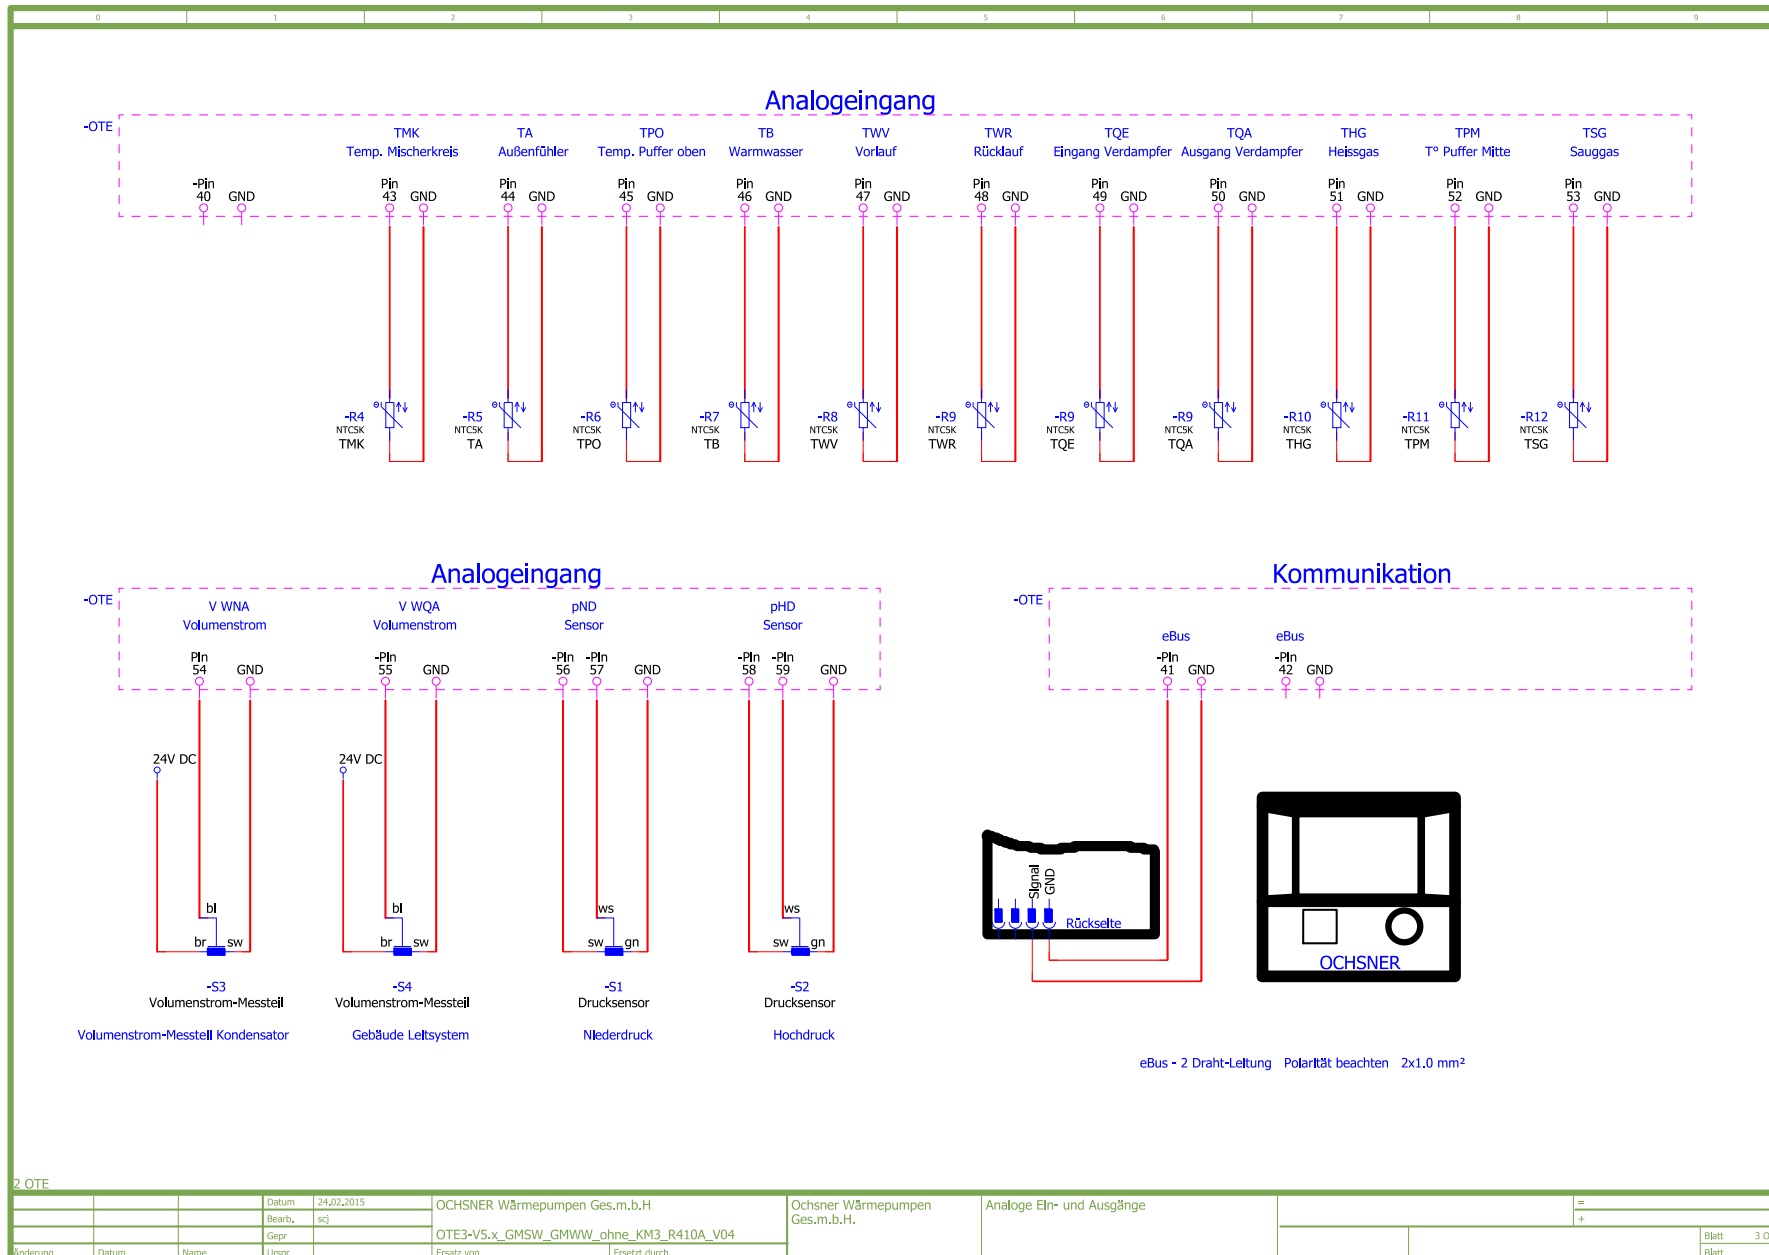 0 1 2 3 4 5 6 7 8 9
Analogeingang
-OTE
TMK TA TPO TB TWV TWR TQE TQA THG TPM TSG
Temp. Mischerkreis Außenfühler Temp. Puffer oben Warmwasser Vorlauf Rücklauf Eingang Verdampfer Ausgang Verdampfer Heissgas T° Puffer Mitte Sauggas
-Pin Pin Pin Pin Pin Pin Pin Pin Pin Pin Pin Pin
40 GND 43 GND 44 GND 45 GND 46 GND 47 GND 48 GND 49 GND 50 GND 51 GND 52 GND 53 GND
-R4 -R5 -R6 -R7 -R8 -R9 -R9 -R9 -R10 -R11 -R12
NTC5K NTC5K NTC5K NTC5K NTC5K NTC5K NTC5K NTC5K NTC5K NTC5K NTC5K
TMK TA TPO TB TWV TWR TQE TQA THG TPM TSG
Analogeingang
-OTE
V WNA V WQA pND pHD
Volumenstrom Volumenstrom Sensor Sensor
Pin -Pin -Pin -Pin -Pin -Pin
54 GND 55 GND 56 57 GND 58 59 GND
24V DC 24V DC
bl bl ws ws
br sw br sw sw gn sw gn
-S3 -S4 -S1 -S2
Volumenstrom-Messteil Volumenstrom-Messteil Drucksensor Drucksensor
Volumenstrom-Messteil Kondensator Gebäude Leitsystem Niederdruck Hochdruck
Kommunikation
-OTE
eBus eBus
-Pin -Pin
41 GND 42 GND
Signal
GND
Rückseite
OCHSNER
eBus - 2 Draht-Leitung Polarität beachten 2x1.0 mm²
2 OTE
Datum 24.02.2015 OCHSNER Wärmepumpen Ges.m.b.H Ochsner Wärmepumpen Analoge Ein- und Ausgänge =
Bearb. scj Ges.m.b.H. +
Gepr OTE3-V5.x_GMSW_GMWW_ohne_KM3_R410A_V04 Blatt 3 O
Änderung Datum Name Urspr Ersatz von Ersetzt durch Blatt